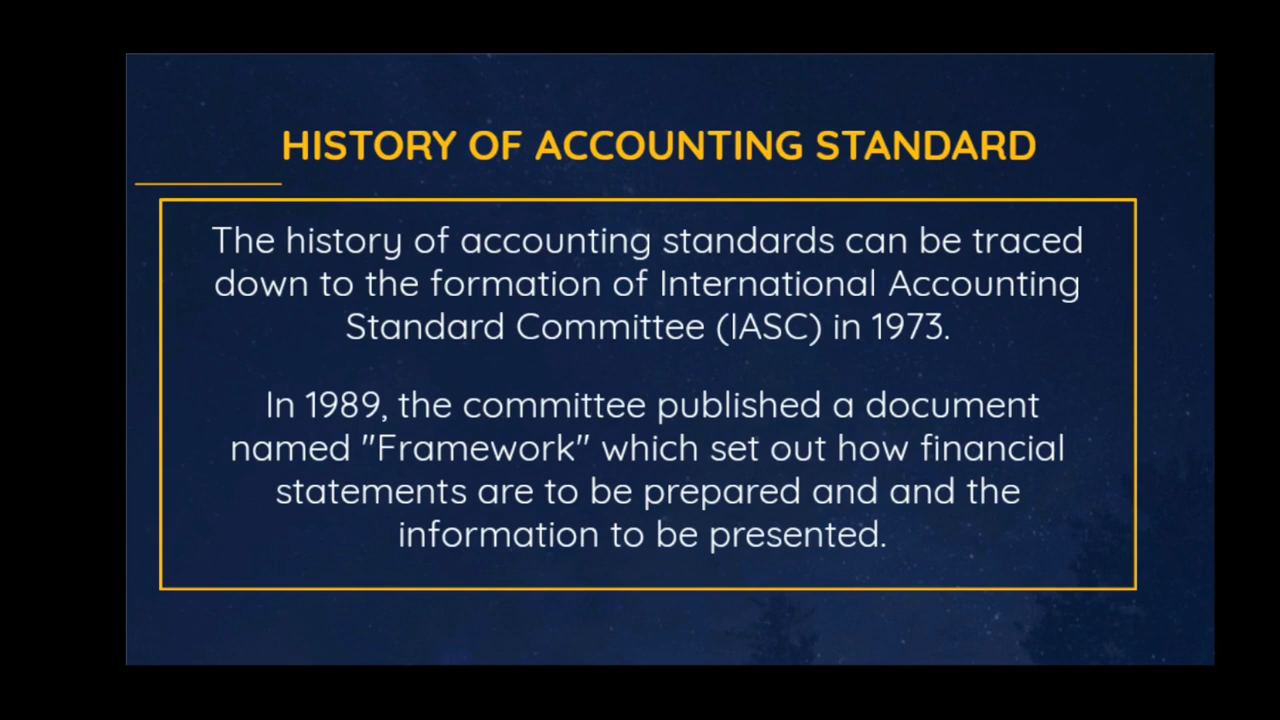 HISTORY OF ACCOUNTING STANDARD
The history of accounting standards can be traced
down to the formation of International Accounting
Standard Committee (IASC) in 1973.
In 1989, the committee published a document
named "Framework" which set out how financial
statements are to be prepared and and the
information to be presented.